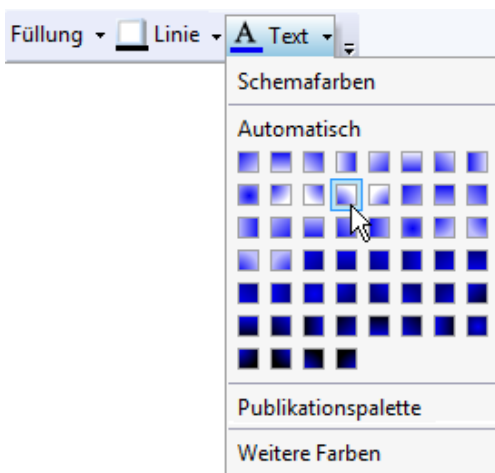 Füllung Linie A Text
Schemafarben
Automatisch
Publikationspalette
Weitere Farben